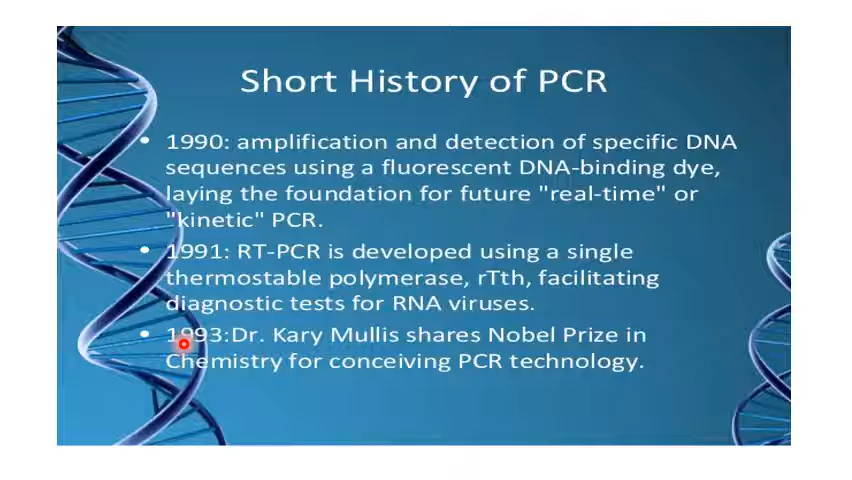 Short History of PCR
• 1990: amplification and detection of specific DNA
sequences using a fluorescent DNA-binding dye,
laying the foundation for future "real-time" or
"kinetic" PCR.
• 1991: RT-PCR is developed using a single
thermostable polymerase, rTth, facilitating
diagnostic tests for RNA viruses.
• 1993:Dr. Kary Mullis shares Nobel Prize in
Chemistry for conceiving PCR technology.